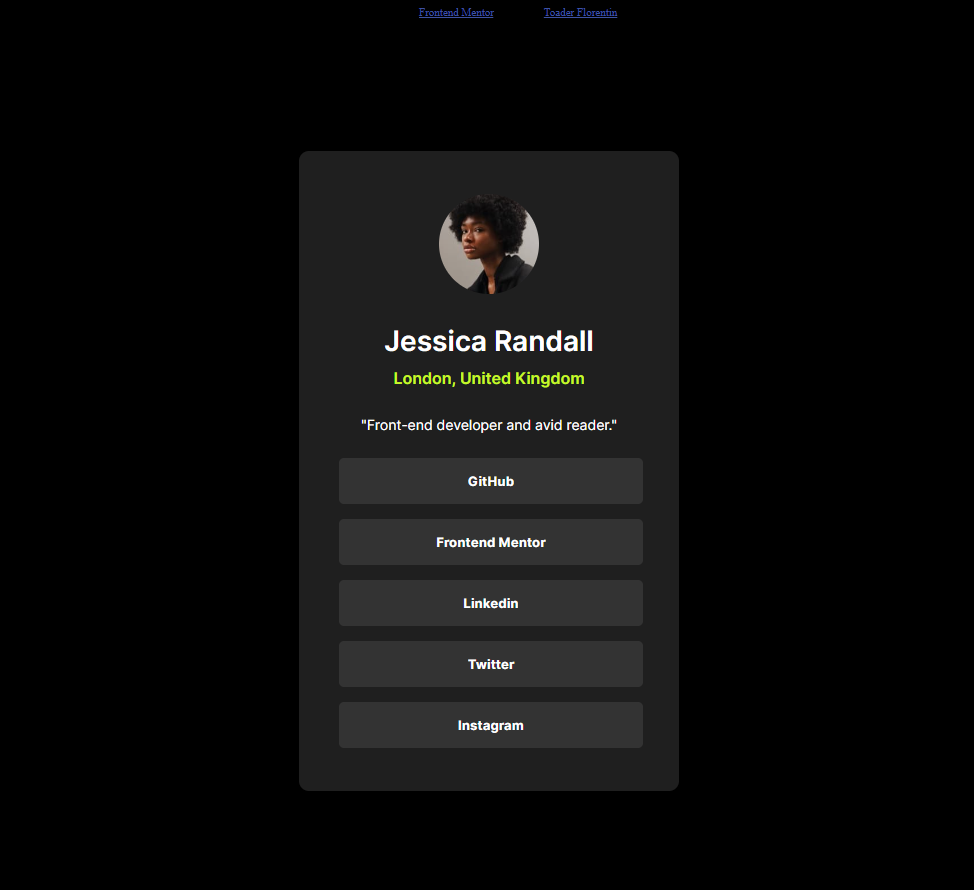 Frontend Mentor Toader Florentin
Jessica Randall
London, United Kingdom
"Front-end developer and avid reader."
GitHub
Frontend Mentor
Linkedin
Twitter
Instagram